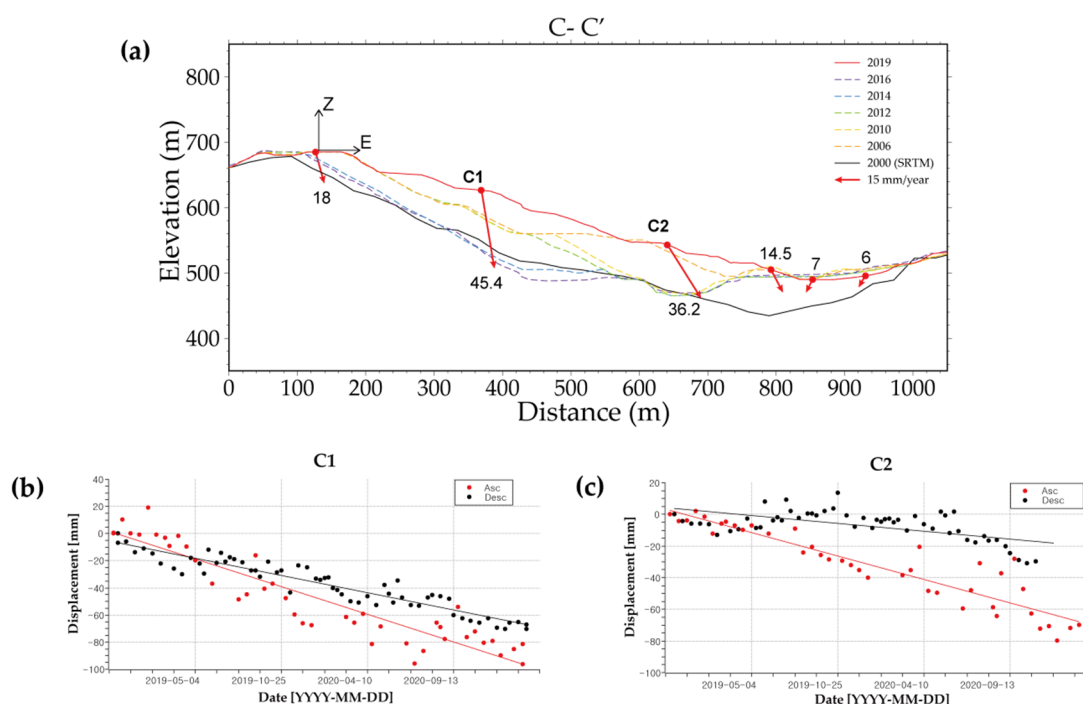 C- C’
(a)
Elevation (m)
800
700
600
500
400
Z
E
18
C1
45.4
C2
36.2
14.5
7
6
2019
2016
2014
2012
2010
2006
2000 (SRTM)
15 mm/year
0 100 200 300 400 500 600 700 800 900 1000
Distance (m)
(b)
C1
Asc
Desc
Displacement [mm]
40
20
0
−20
−40
−60
−80
−100
2019-05-04 2019-10-25 2020-04-10 2020-09-13
Date [YYYY-MM-DD]
(c)
C2
Asc
Desc
Displacement [mm]
20
0
−20
−40
−60
−80
−100
2019-05-04 2019-10-25 2020-04-10 2020-09-13
Date [YYYY-MM-DD]